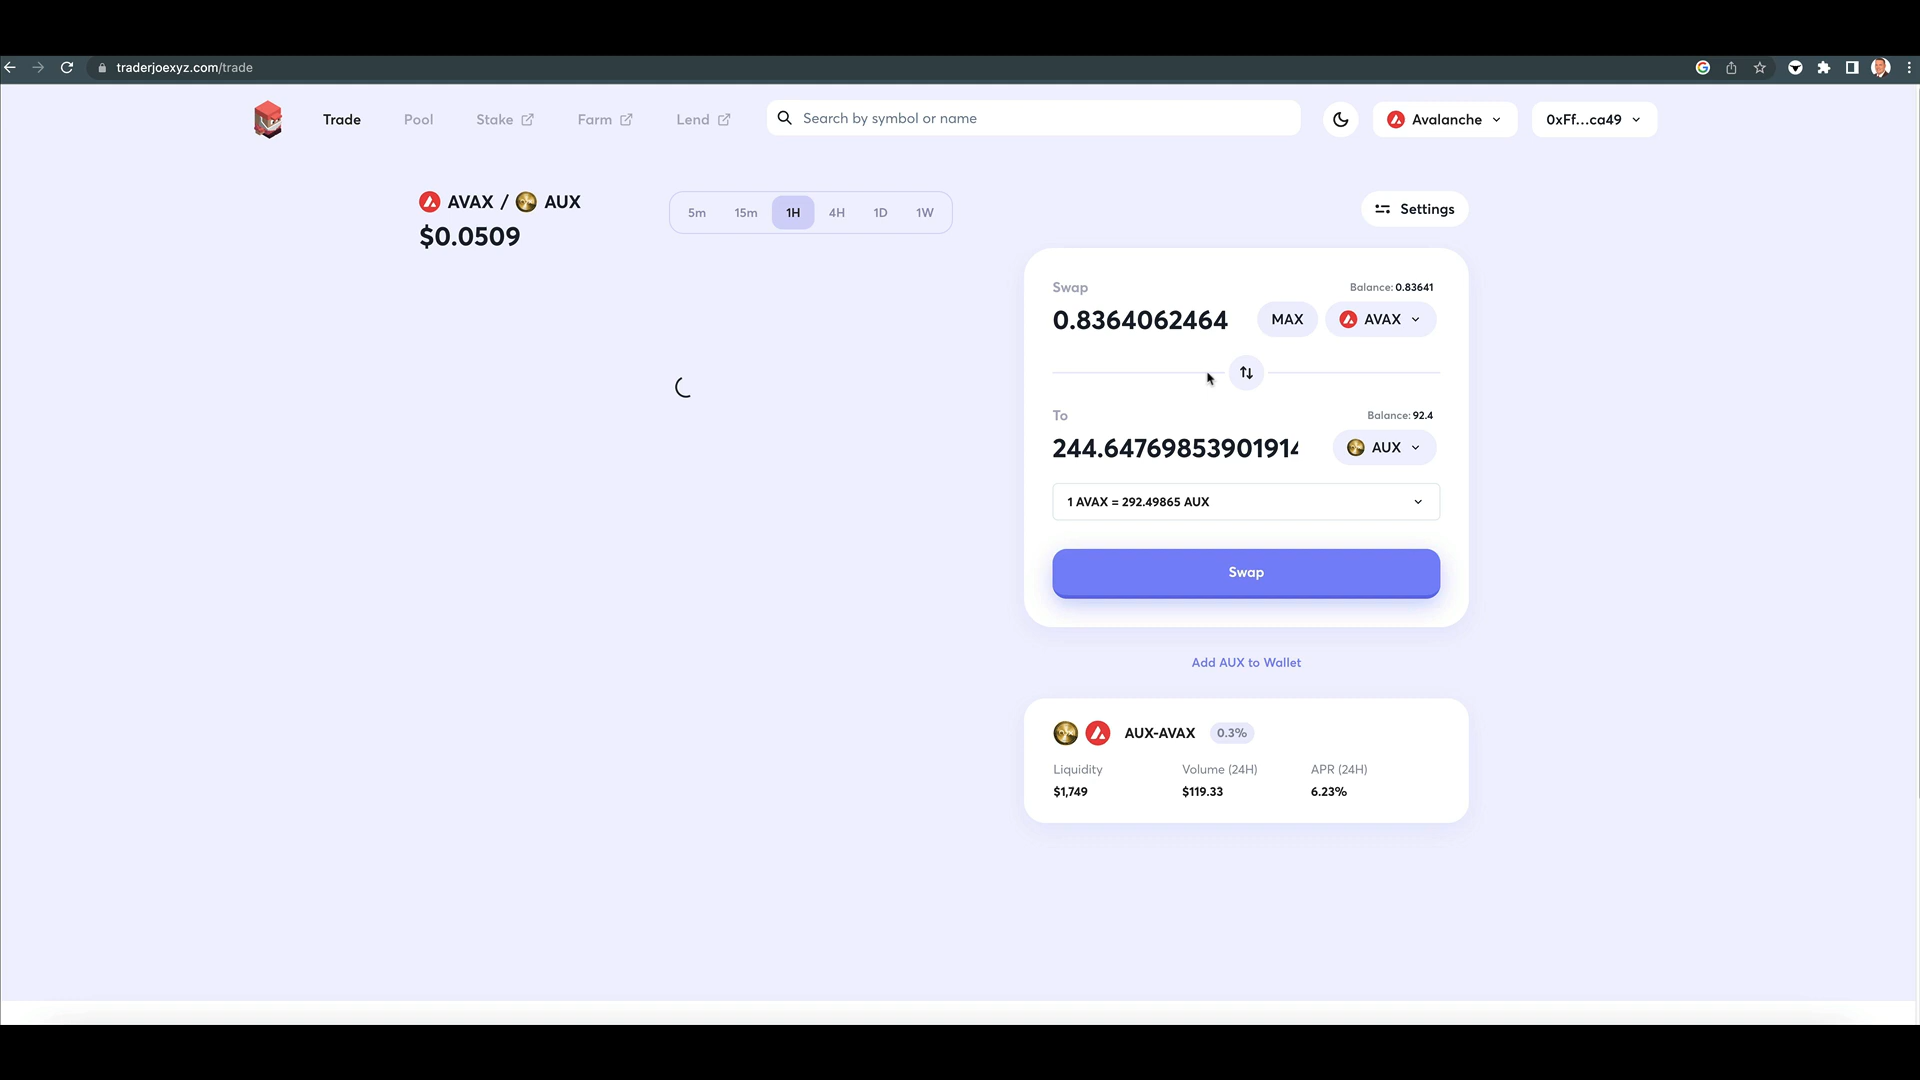 traderjoexyz.com/trade
Trade
Pool
Stake
Farm
Lend
Search by symbol or name
Avalanche
0xFf...ca49
AVAX / AUX
$0.0509
5m
15m
1H
4H
1D
1W
Settings
Swap
Balance: 0.83641
0.8364062464
MAX
AVAX
To
Balance: 92.4
244.64769853901914
AUX
1 AVAX = 292.49865 AUX
Swap
Add AUX to Wallet
AUX-AVAX
0.3%
Liquidity
Volume (24H)
APR (24H)
$1,749
$119.33
6.23%